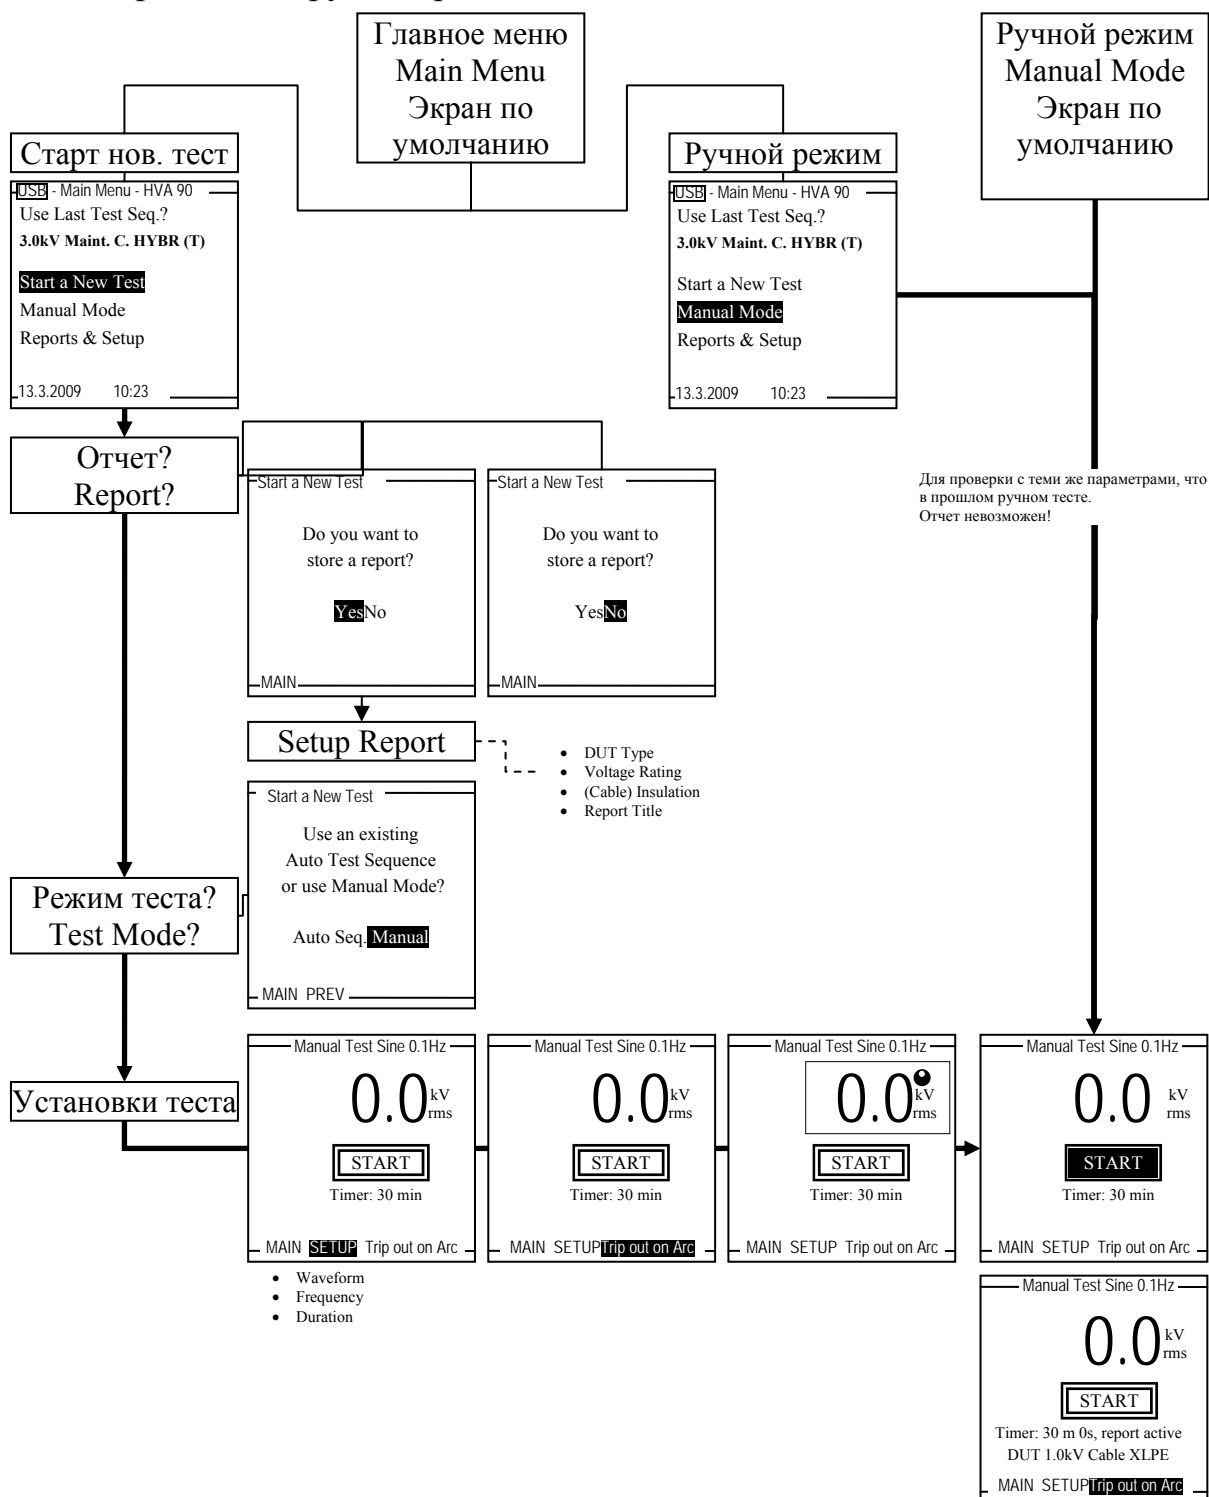 Главное меню
Main Menu
Экран по
умолчанию
Ручной режим
Manual Mode
Экран по
умолчанию
Старт нов. тест
USB - Main Menu - HVA 90
Use Last Test Seq.?
3.0kV Maint. C. HYBR (T)
Start a New Test
Manual Mode
Reports & Setup
13.3.2009 10:23
Ручной режим
USB - Main Menu - HVA 90
Use Last Test Seq.?
3.0kV Maint. C. HYBR (T)
Start a New Test
Manual Mode
Reports & Setup
13.3.2009 10:23
Отчет?
Report?
Start a New Test
Do you want to
store a report?
YesNo
MAIN
Start a New Test
Do you want to
store a report?
YesNo
MAIN
Для проверки с теми же параметрами, что
в прошлом ручном тесте.
Отчет невозможен!
Setup Report
• DUT Type
• Voltage Rating
• (Cable) Insulation
• Report Title
Режим теста?
Test Mode?
Start a New Test
Use an existing
Auto Test Sequence
or use Manual Mode?
Auto Seq. Manual
MAIN PREV
Установки теста
Manual Test Sine 0.1Hz
0.0 kV
rms
START
Timer: 30 min
MAIN SETUP Trip out on Arc
• Waveform
• Frequency
• Duration
Manual Test Sine 0.1Hz
0.0 kV
rms
START
Timer: 30 min
MAIN SETUP Trip out on Arc
Manual Test Sine 0.1Hz
0.0 kV
rms
START
Timer: 30 min
MAIN SETUP Trip out on Arc
Manual Test Sine 0.1Hz
0.0 kV
rms
START
Timer: 30 min
MAIN SETUP Trip out on Arc
Manual Test Sine 0.1Hz
0.0 kV
rms
START
Timer: 30 m 0s, report active
DUT 1.0kV Cable XLPE
MAIN SETUP Trip out on Arc